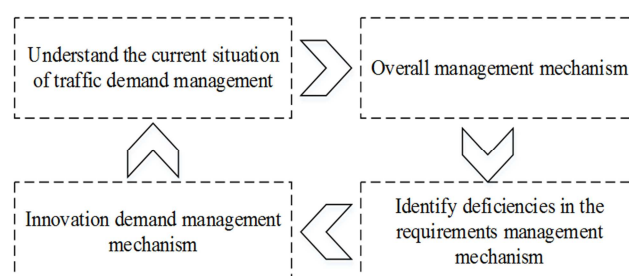 Understand the current situation
of traffic demand management
Overall management mechanism
Innovation demand management
mechanism
Identify deficiencies in the
requirements management
mechanism